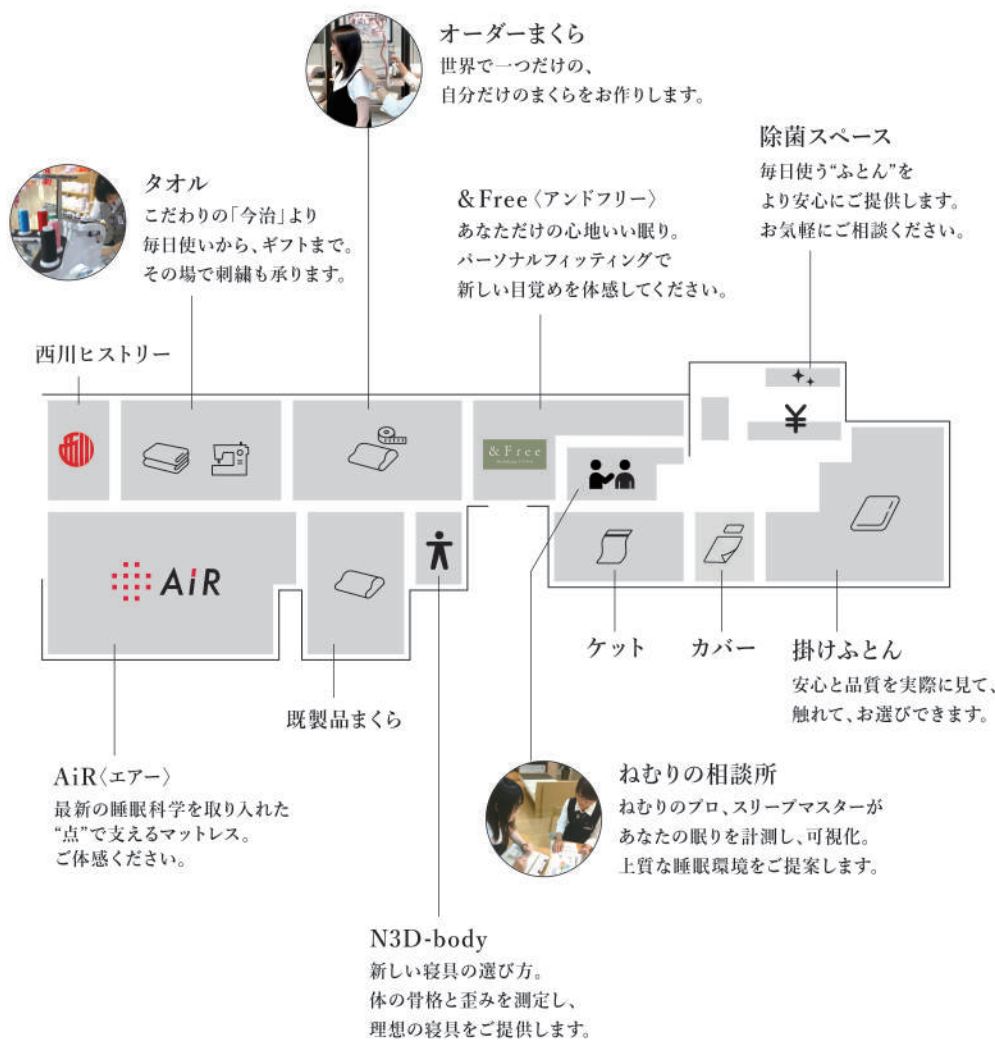 オーダーまくら
世界で一つだけの、
自分だけのまくらをお作りします。
除菌スペース
毎日使う“ふとん”を
より安心にご提供します。
お気軽にご相談ください。
タオル
こだわりの「今治」より
毎日使いから、ギフトまで。
その場で刺繍も承ります。
&Free〈アンドフリー〉
あなただけの心地いい眠り。
パーソナルフィッティングで
新しい目覚めを体感してください。
西川ヒストリー
西川
&Free
¥
AiR
ケット
カバー
掛けふとん
安心と品質を実際に見て、
触れて、お選びできます。
既製品まくら
AiR〈エアー〉
最新の睡眠科学を取り入れた
“点”で支えるマットレス。
ご体感ください。
ねむりの相談所
ねむりのプロ、スリープマスターが
あなたの眠りを計測し、可視化。
上質な睡眠環境をご提案します。
N3D-body
新しい寝具の選び方。
体の骨格と歪みを測定し、
理想の寝具をご提供します。